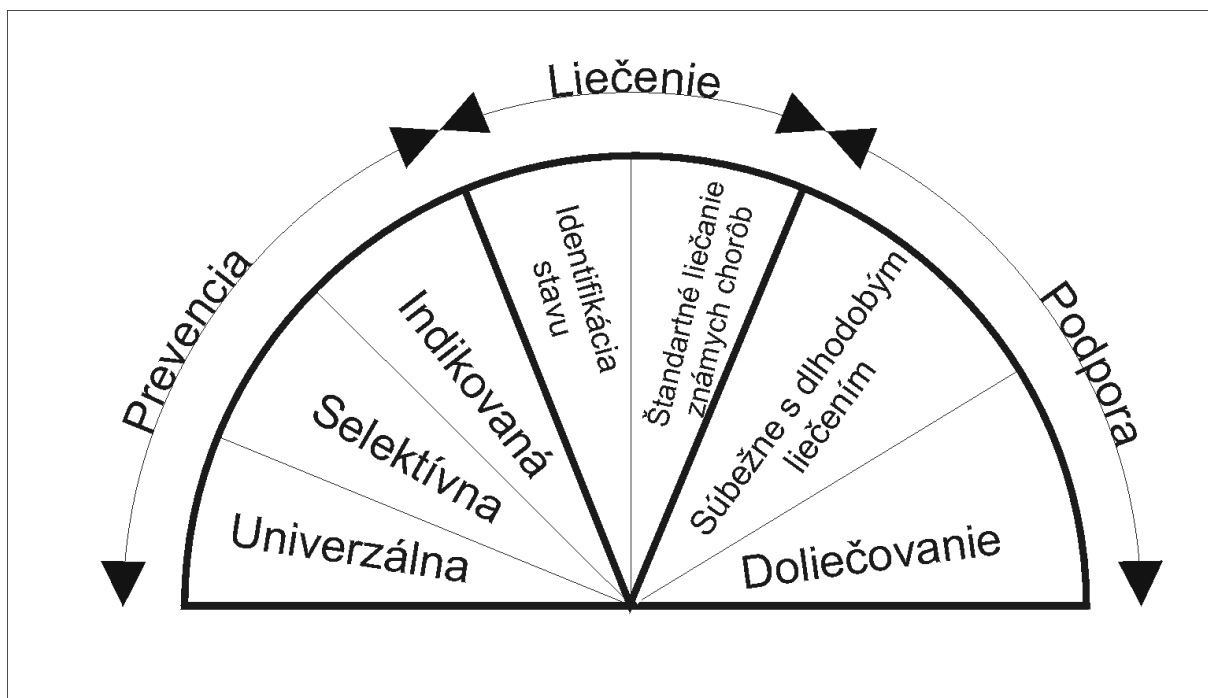 Liečenie
Prevencia
Podpora
Univerzálna
Selektívna
Indikovaná
Identifikácia
stavu
Štandartné liečanie
známych chorôb
Súbežne s dlhodobým
liečením
Doliečovanie